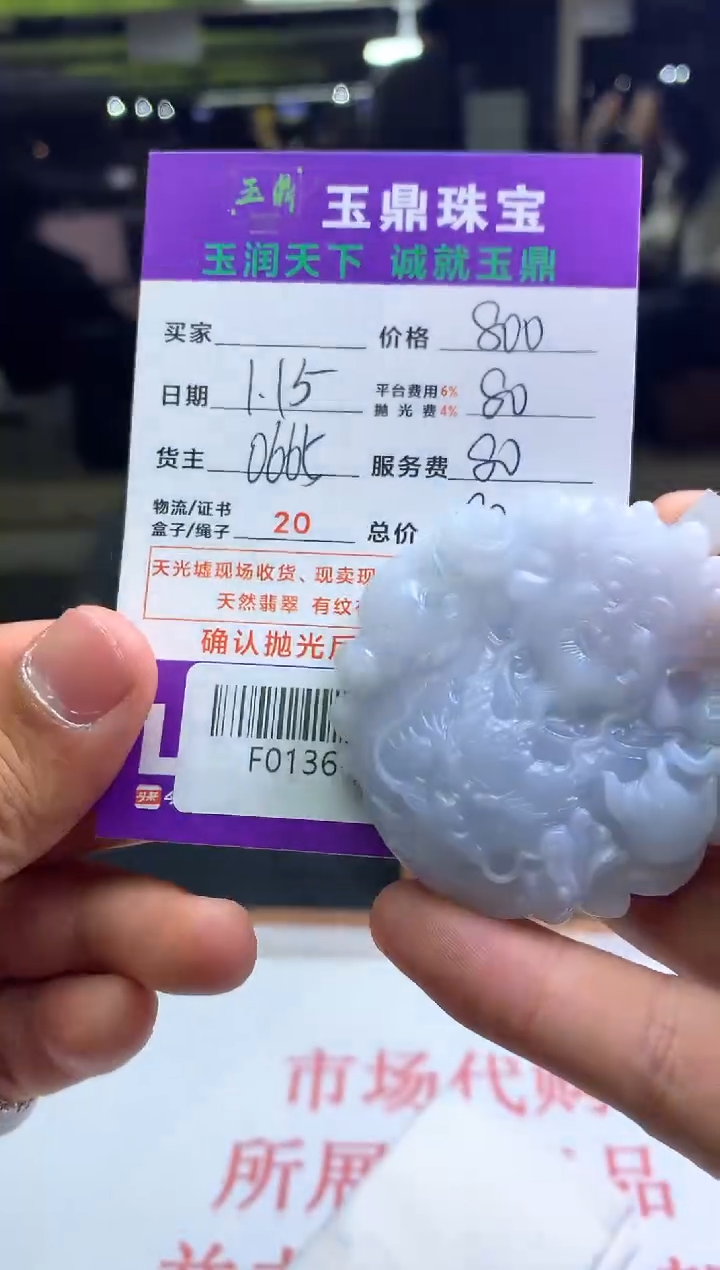 玉鼎 玉鼎珠宝
玉润天下 诚就玉鼎
买家 价格 800
日期 1.15 平台费用6% 抛光费4% 80
货主 服务费 80
物流/证书 盒子/绳子 20 总价
天光墟现场收货、现卖现
天然翡翠 有纹
确认抛光
F0136
市场代购
所展 品